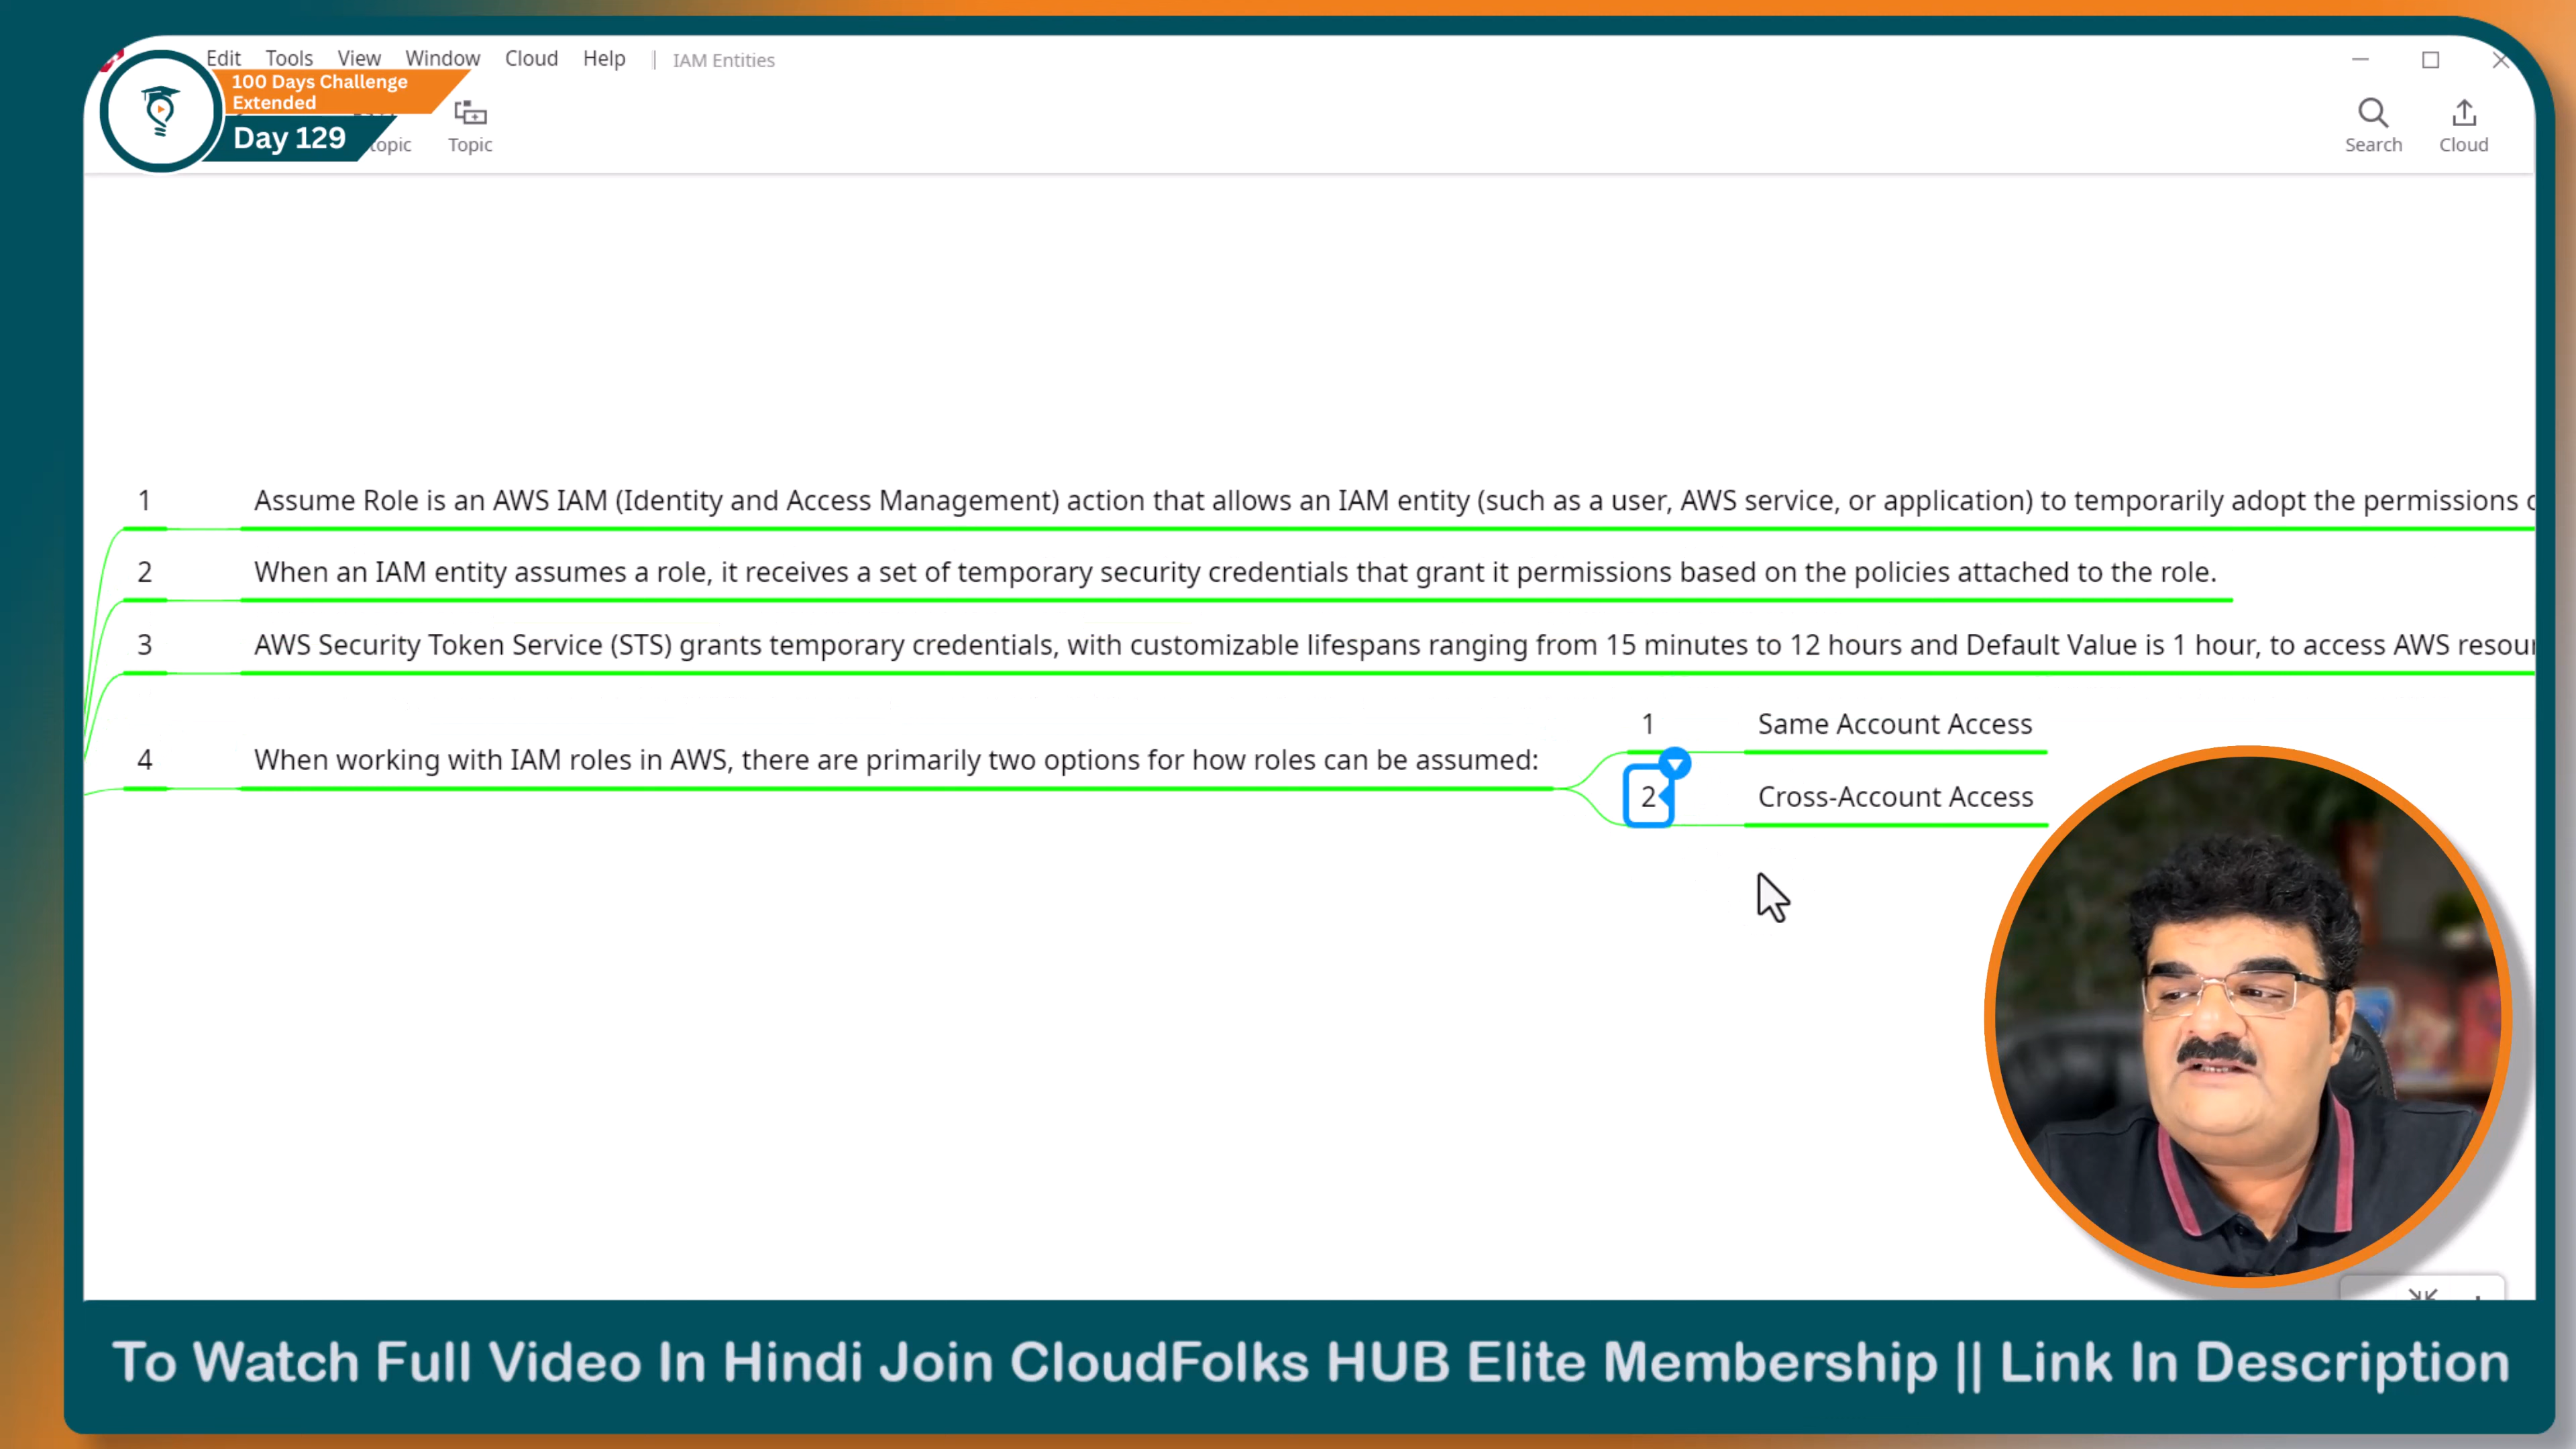 Edit Tools View Window Cloud Help | IAM Entities
100 Days Challenge
Extended
Day 129
topic
Topic
Search
Cloud
1 Assume Role is an AWS IAM (Identity and Access Management) action that allows an IAM entity (such as a user, AWS service, or application) to temporarily adopt the permissions
2 When an IAM entity assumes a role, it receives a set of temporary security credentials that grant it permissions based on the policies attached to the role.
3 AWS Security Token Service (STS) grants temporary credentials, with customizable lifespans ranging from 15 minutes to 12 hours and Default Value is 1 hour, to access AWS resour
4 When working with IAM roles in AWS, there are primarily two options for how roles can be assumed:
1 Same Account Access
2 Cross-Account Access
To Watch Full Video In Hindi Join CloudFolks HUB Elite Membership || Link In Description